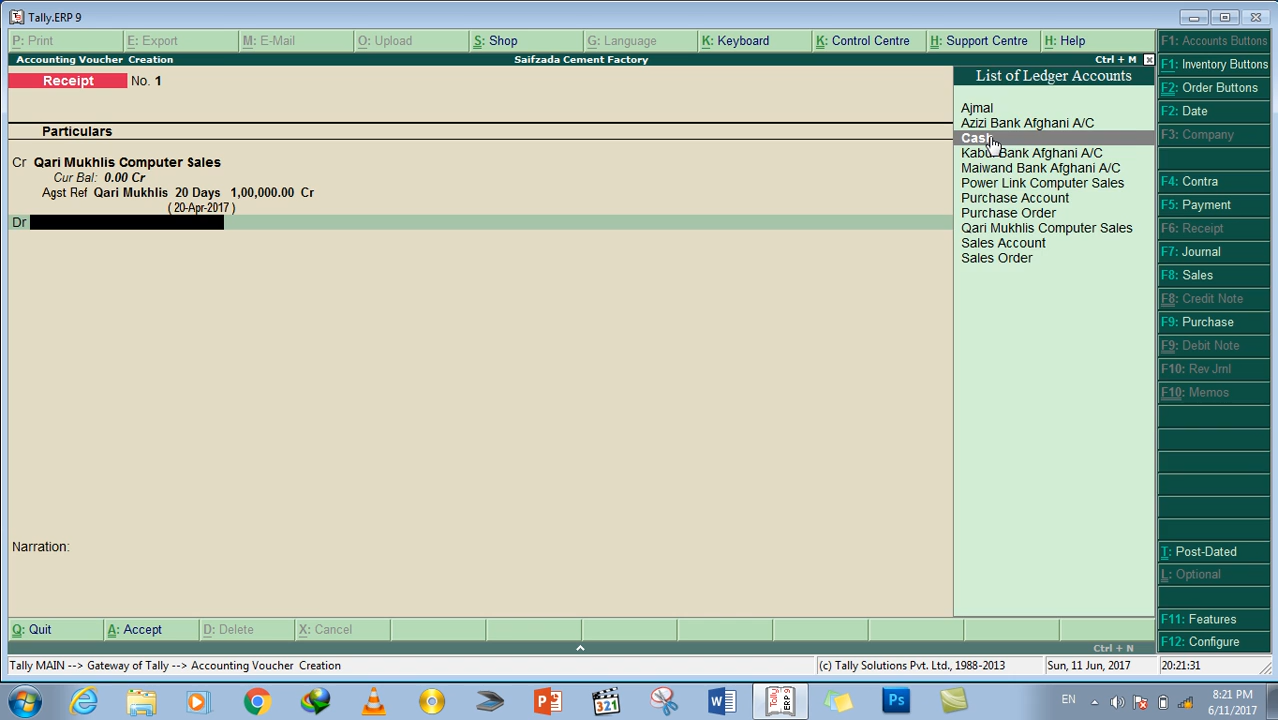 Tally.ERP 9
P: Print E: Export M: E-Mail O: Upload S: Shop G: Language K: Keyboard K: Control Centre H: Support Centre H: Help
Accounting Voucher Creation Saifzada Cement Factory Ctrl + M
Receipt No. 1
Particulars
Cr Qari Mukhlis Computer Sales
Cur Bal: 0.00 Cr
Agst Ref Qari Mukhlis 20 Days 1,00,000.00 Cr
( 20-Apr-2017 )
Dr
Narration:
List of Ledger Accounts
Ajmal
Azizi Bank Afghani A/C
Cash
Kabul Bank Afghani A/C
Maiwand Bank Afghani A/C
Power Link Computer Sales
Purchase Account
Purchase Order
Qari Mukhlis Computer Sales
Sales Account
Sales Order
F1: Accounts Buttons
F1: Inventory Buttons
F2: Order Buttons
F2: Date
F3: Company
F4: Contra
F5: Payment
F6: Receipt
F7: Journal
F8: Sales
F8: Credit Note
F9: Purchase
F9: Debit Note
F10: Rev Jrnl
F10: Memos
T: Post-Dated
L: Optional
F11: Features
F12: Configure
Q: Quit A: Accept D: Delete X: Cancel
Ctrl + N
Tally MAIN --> Gateway of Tally --> Accounting Voucher Creation (c) Tally Solutions Pvt. Ltd., 1988-2013 Sun, 11 Jun, 2017 20:21:31
321 TALLY ERP 9 Ps EN 8:21 PM
6/11/2017